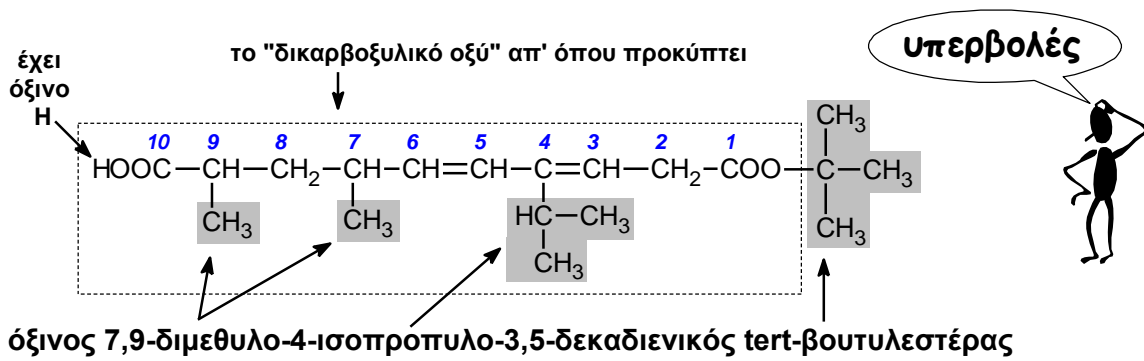 υπερβολές
το "δικαρβοξυλικό οξύ" απ' όπου προκύπτει
έχει
όξινο
Η
10 9 8 7 6 5 4 3 2 1
CH3
HOOC—CH—CH2—CH—CH=CH—C=CH—CH2—COO—C—CH3
CH3 CH3 HC—CH3 CH3
CH3
όξινος 7,9-διμεθυλο-4-ισοπροπυλο-3,5-δεκαδιενικός tert-βουτυλεστέρας